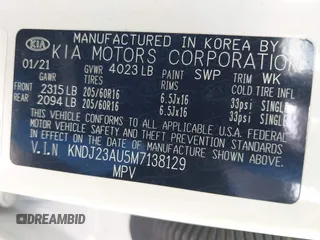 MANUFACTURED IN KOREA BY
KIA KIA MOTORS CORPORATION
01/21 GVWR 4023 LB PAINT SWP TRIM WK
GAWR TIRES RIMS COLD TIRE INFL
FRONT 2315 LB 205/60R16 6.5Jx16 33psi SINGLE
REAR 2094 LB 205/60R16 6.5Jx16 33psi SINGLE
THIS VEHICLE CONFORMS TO ALL APPLICABLE U.S.A.
FEDERAL MOTOR VEHICLE SAFETY STANDARDS IN
EFFECT ON THE DATE OF MANUFACTURE SHOWN ABOVE
V.I.N KNDJ23AU5M7138129
MPV
DREAMBID
DREAMBID.COM